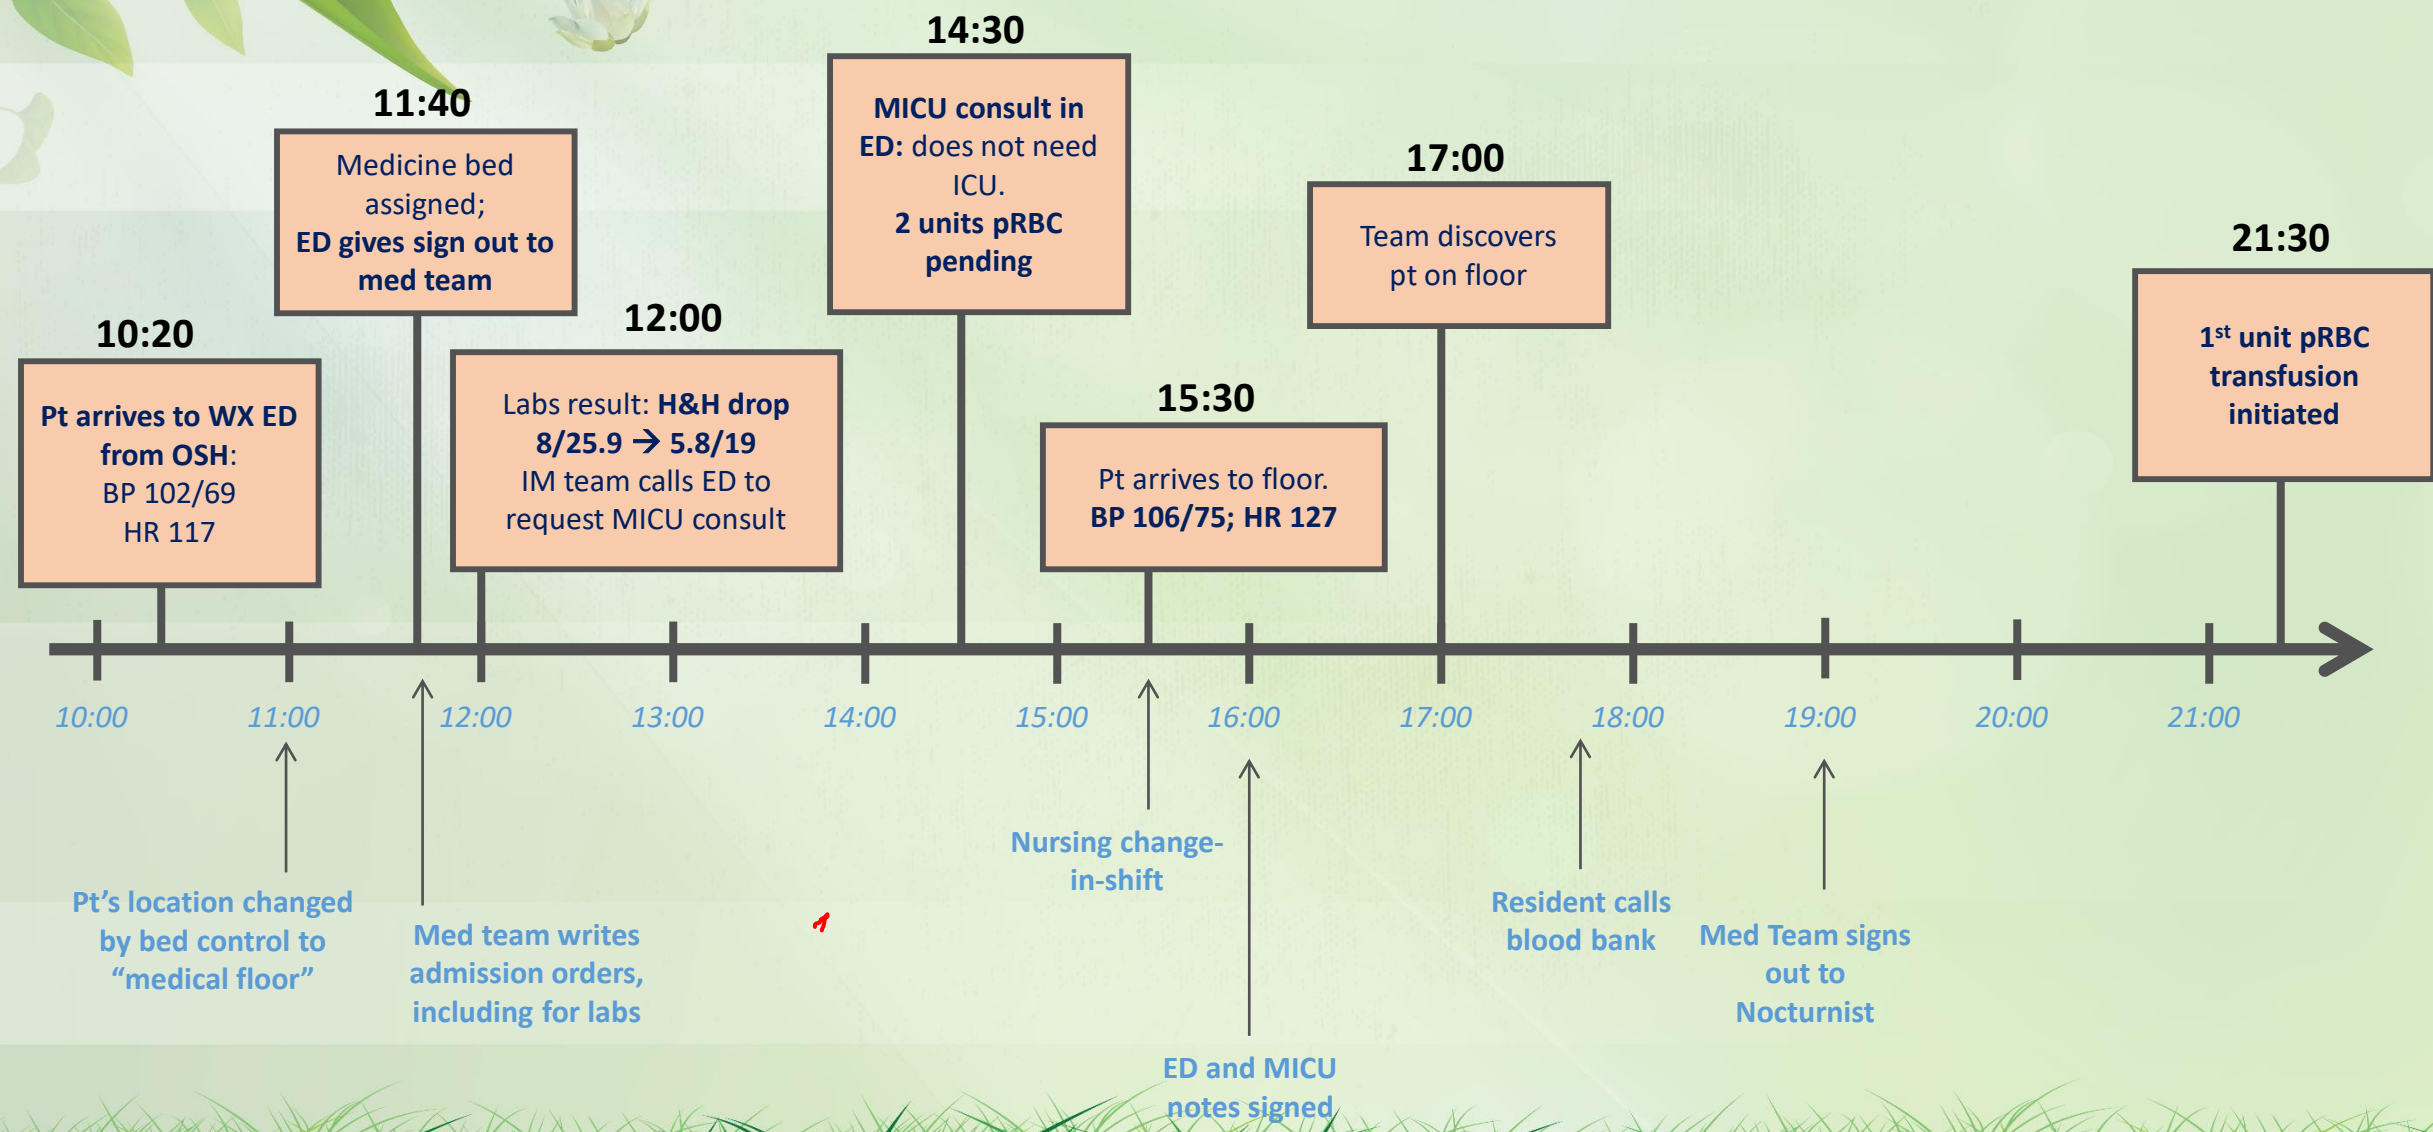 10:20
Pt arrives to WX ED
from OSH:
BP 102/69
HR 117
11:40
Medicine bed
assigned;
ED gives sign out to
med team
12:00
Labs result: H&H drop
8/25.9 → 5.8/19
IM team calls ED to
request MICU consult
14:30
MICU consult in
ED: does not need
ICU.
2 units pRBC
pending
15:30
Pt arrives to floor.
BP 106/75; HR 127
17:00
Team discovers
pt on floor
21:30
1st unit pRBC
transfusion
initiated
10:00 11:00 12:00 13:00 14:00 15:00 16:00 17:00 18:00 19:00 20:00 21:00
Pt’s location changed
by bed control to
“medical floor”
Med team writes
admission orders,
including for labs
Nursing change-
in-shift
ED and MICU
notes signed
Resident calls
blood bank
Med Team signs
out to
Nocturnist